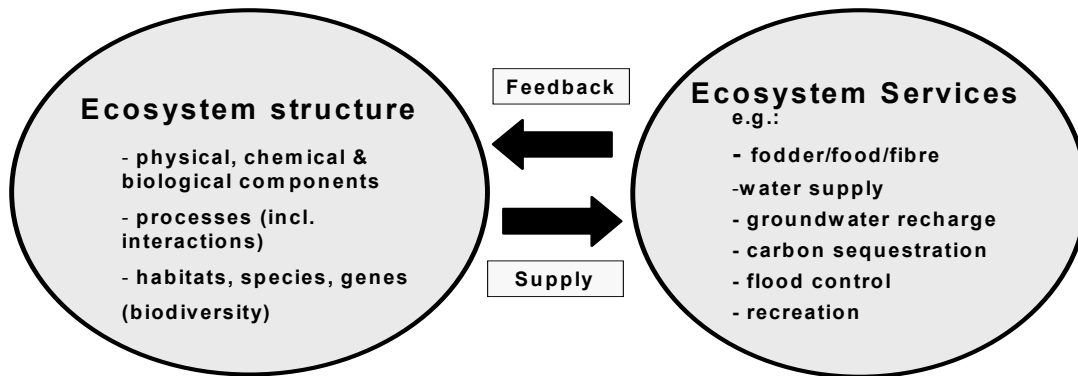 Ecosystem structure
- physical, chemical &
biological components
- processes (incl.
interactions)
- habitats, species, genes
(biodiversity)
Feedback
Supply
Ecosystem Services
e.g.:
- fodder/food/fibre
-water supply
- groundwater recharge
- carbon sequestration
- flood control
- recreation